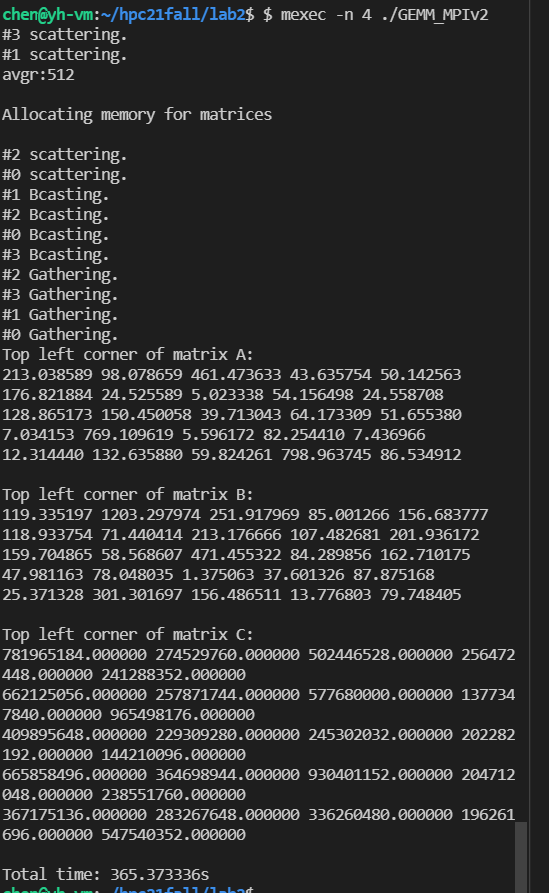 chen@yh-vm:~/hpc21fall/lab2$ $ mexec -n 4 ./GEMM_MPIv2
#3 scattering.
#1 scattering.
avgr:512
Allocating memory for matrices
#2 scattering.
#0 scattering.
#1 Bcasting.
#2 Bcasting.
#0 Bcasting.
#3 Bcasting.
#2 Gathering.
#3 Gathering.
#1 Gathering.
#0 Gathering.
Top left corner of matrix A:
213.038589 98.078659 461.473633 43.635754 50.142563
176.821884 24.525589 5.023338 54.156498 24.558708
128.865173 150.450058 39.713043 64.173309 51.655380
7.034153 769.109619 5.596172 82.254410 7.436966
12.314440 132.635880 59.824261 798.963745 86.534912
Top left corner of matrix B:
119.335197 1203.297974 251.917969 85.001266 156.683777
118.933754 71.440414 213.176666 107.482681 201.936172
159.704865 58.568607 471.455322 84.289856 162.710175
47.981163 78.048035 1.375063 37.601326 87.875168
25.371328 301.301697 156.486511 13.776803 79.748405
Top left corner of matrix C:
781965184.000000 274529760.000000 502446528.000000 256472
448.000000 241288352.000000
662125056.000000 257871744.000000 577680000.000000 137734
7840.000000 965498176.000000
409895648.000000 229309280.000000 245302032.000000 202282
192.000000 144210096.000000
665858496.000000 364698944.000000 930401152.000000 204712
048.000000 238551760.000000
367175136.000000 283267648.000000 336260480.000000 196261
696.000000 547540352.000000
Total time: 365.373336s
chen@yh-vm:~/hpc21fall/lab2$